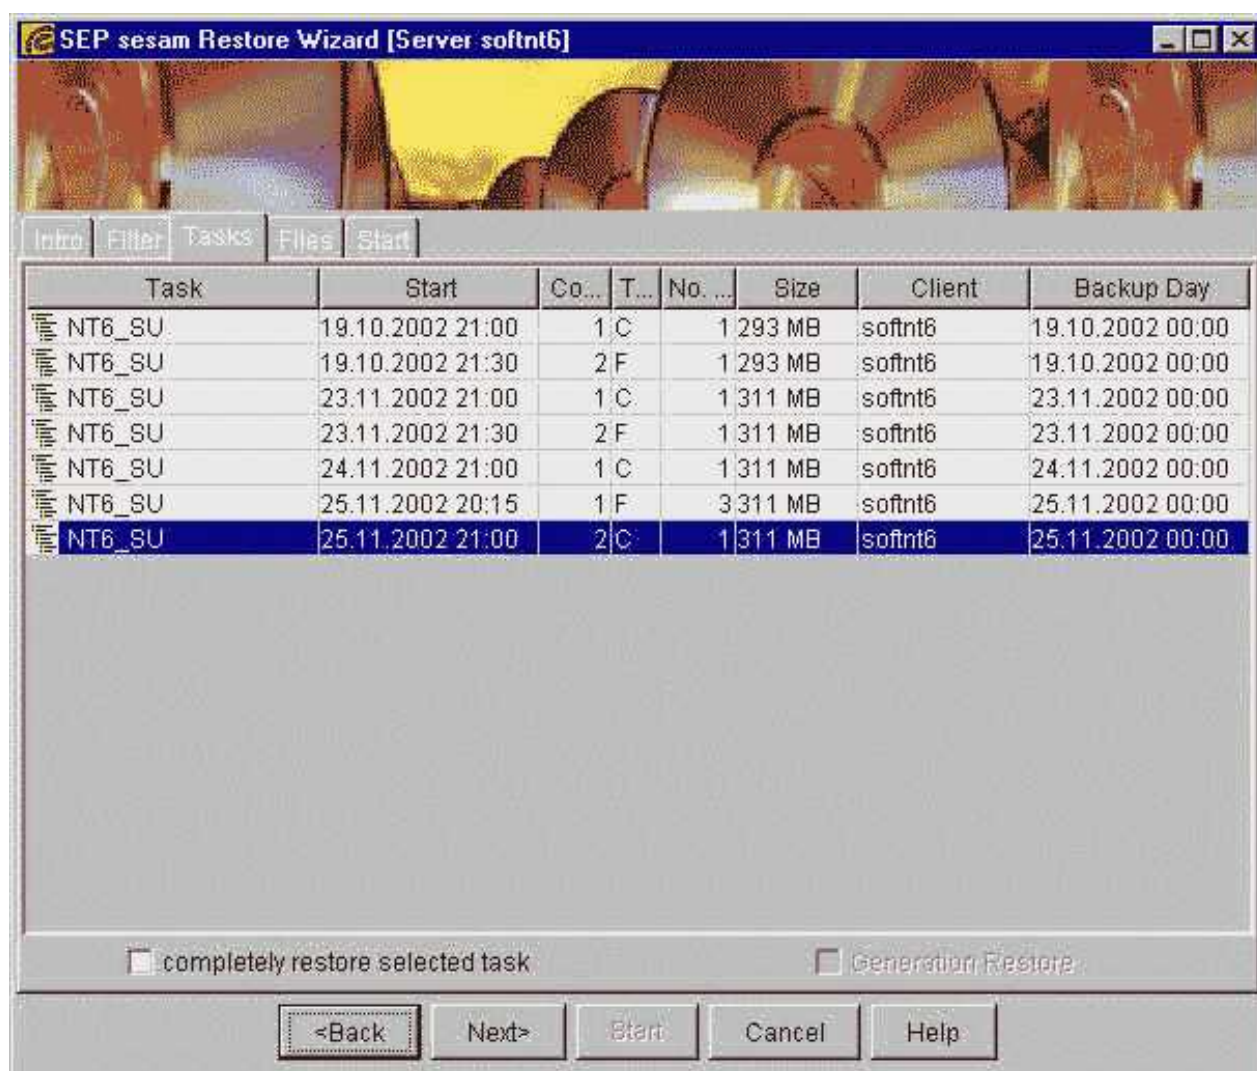 SEP sesam Restore Wizard [Server softnt6]
Intro Filter Tasks Files Start
Task Start Co... T... No. ... Size Client Backup Day
NT6_SU 19.10.2002 21:00 1 C 1 293 MB softnt6 19.10.2002 00:00
NT6_SU 19.10.2002 21:30 2 F 1 293 MB softnt6 19.10.2002 00:00
NT6_SU 23.11.2002 21:00 1 C 1 311 MB softnt6 23.11.2002 00:00
NT6_SU 23.11.2002 21:30 2 F 1 311 MB softnt6 23.11.2002 00:00
NT6_SU 24.11.2002 21:00 1 C 1 311 MB softnt6 24.11.2002 00:00
NT6_SU 25.11.2002 20:15 1 F 3 311 MB softnt6 25.11.2002 00:00
NT6_SU 25.11.2002 21:00 2 C 1 311 MB softnt6 25.11.2002 00:00
completely restore selected task Generation Restore
<Back Next> Start Cancel Help